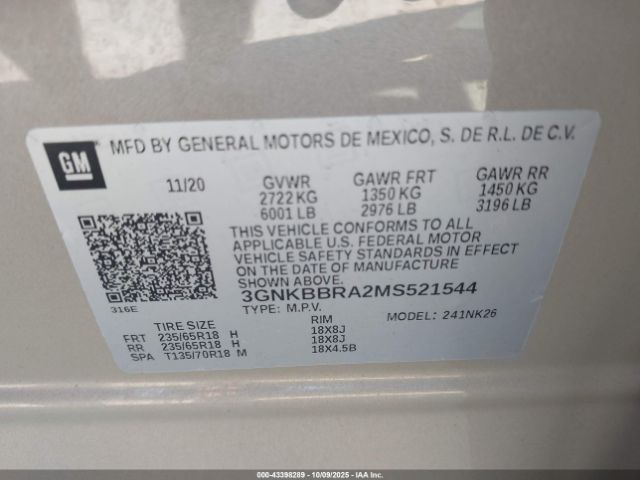 GM
MFD BY GENERAL MOTORS DE MEXICO, S. DE R.L. DE C.V.
11/20 GVWR GAWR FRT GAWR RR
2722 KG 1350 KG 1450 KG
6001 LB 2976 LB 3196 LB
THIS VEHICLE CONFORMS TO ALL
APPLICABLE U.S. FEDERAL MOTOR
VEHICLE SAFETY STANDARDS IN EFFECT
ON THE DATE OF MANUFACTURE
SHOWN ABOVE.
3GNKBBRA2MS521544
316E
TYPE: M.P.V. MODEL: 241NK26
TIRE SIZE RIM
FRT 235/65R18 H 18X8J
RR 235/65R18 H 18X8J
SPA T135/70R18 M 18X4.5B
000-43398289 - 10/09/2025 - IAAI.com